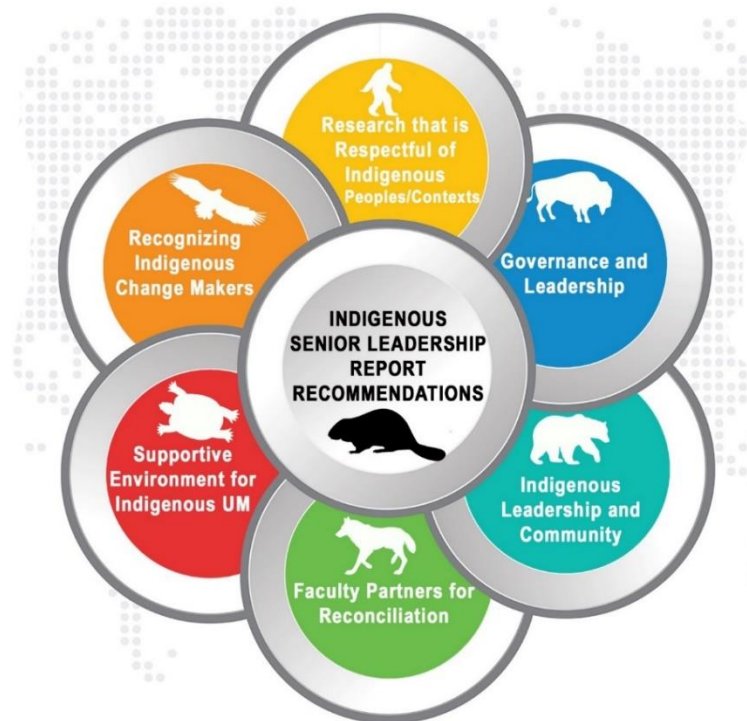 Research that is
Respectful of
Indigenous
Peoples/Contexts
Recognizing
Indigenous
Change Makers
Governance and
Leadership
INDIGENOUS
SENIOR LEADERSHIP
REPORT
RECOMMENDATIONS
Supportive
Environment for
Indigenous UM
Indigenous
Leadership and
Community
Faculty Partners for
Reconciliation